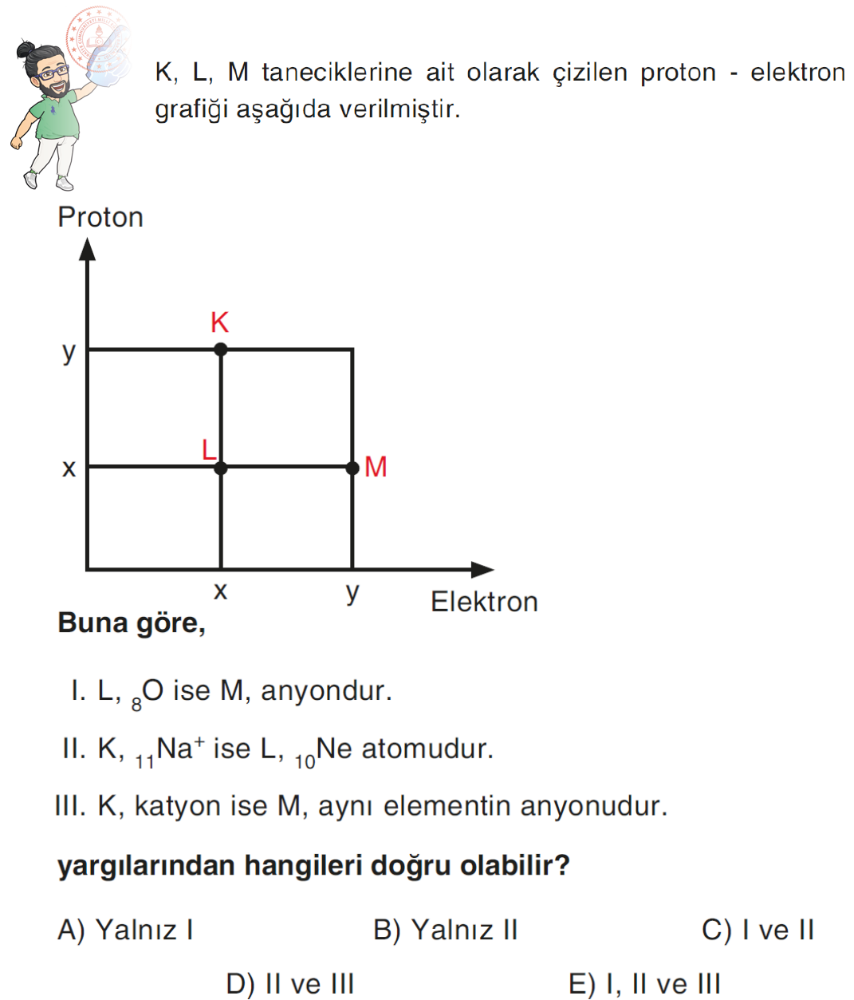 K, L, M taneciklerine ait olarak çizilen proton - elektron
grafiği aşağıda verilmiştir.
Proton
K
y
L
x
M
x
y
Elektron
Buna göre,
I. L, ₈O ise M, anyondur.
II. K, ₁₁Na⁺ ise L, ₁₀Ne atomudur.
III. K, katyon ise M, aynı elementin anyonudur.
yargılarından hangileri doğru olabilir?
A) Yalnız I
B) Yalnız II
C) I ve II
D) II ve III
E) I, II ve III